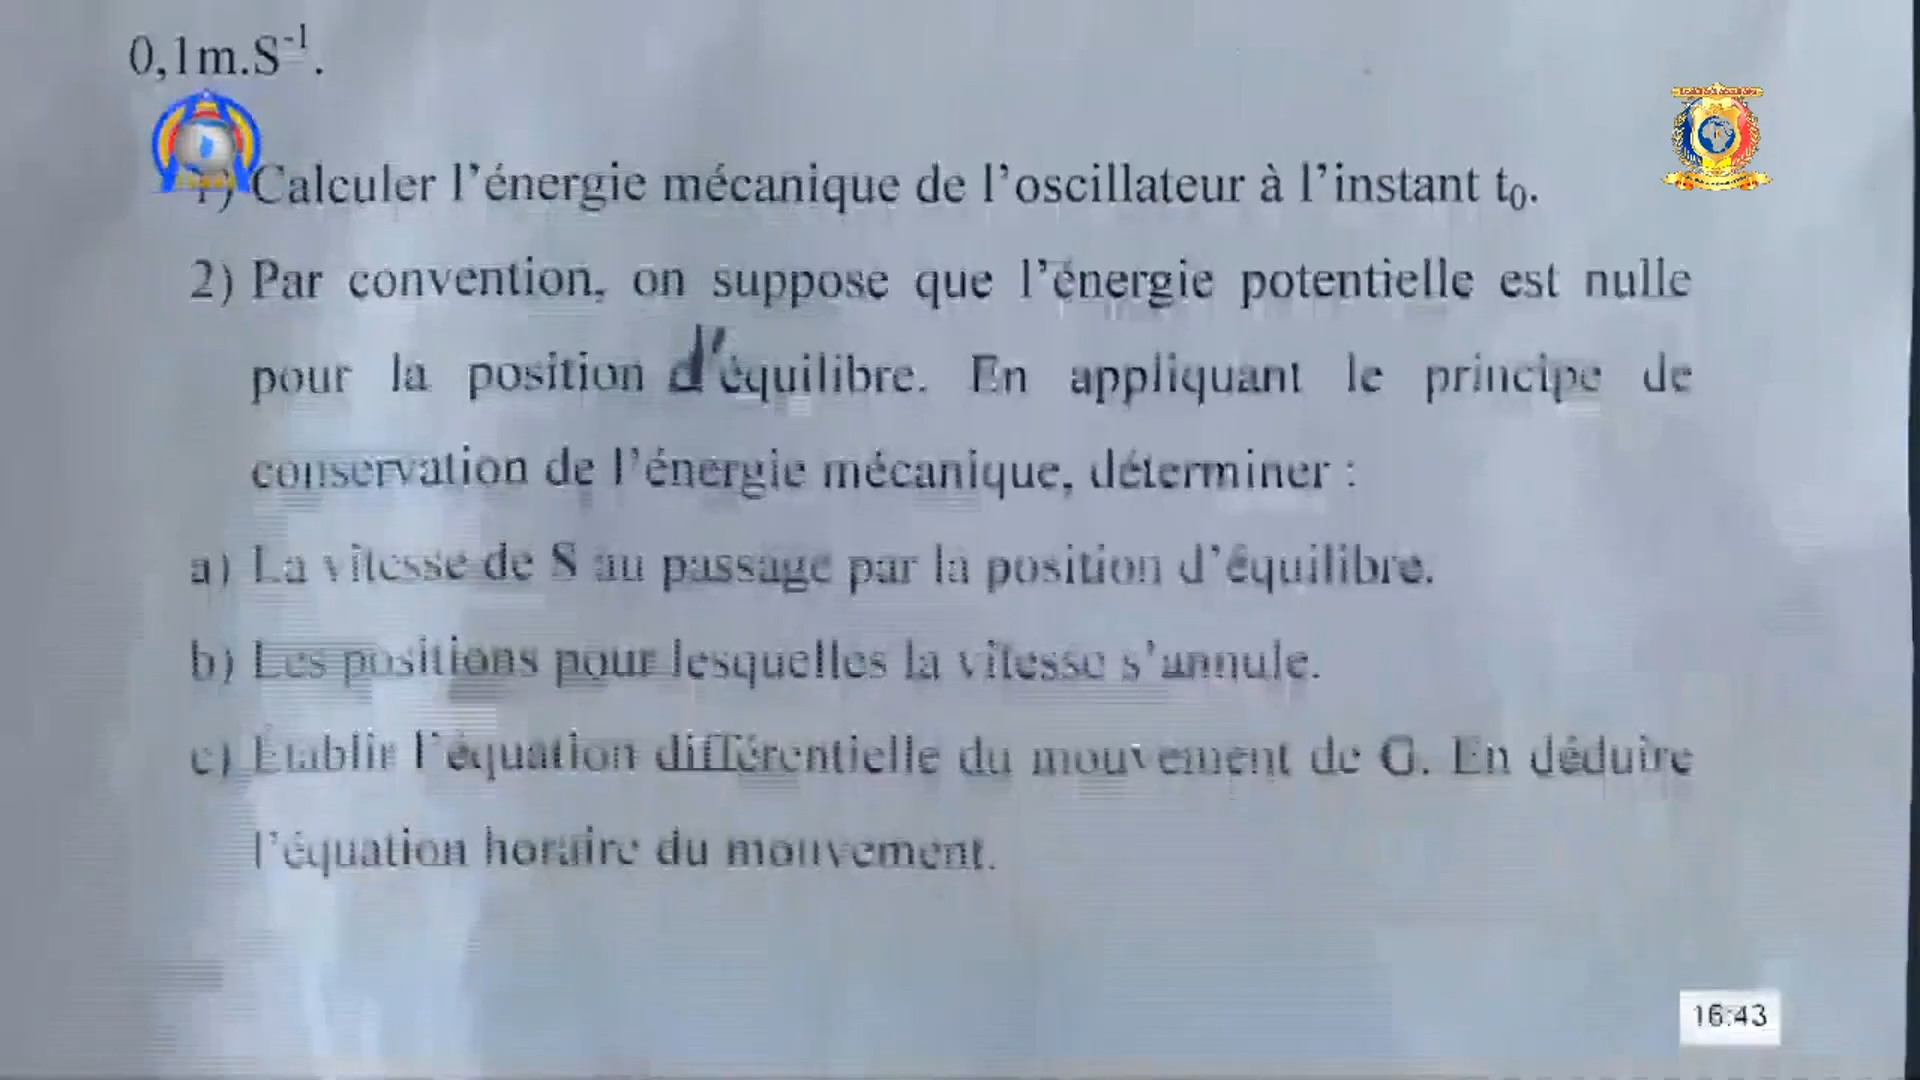 0,1m.S⁻¹.
1) Calculer l’énergie mécanique de l’oscillateur à l’instant t₀.
2) Par convention, on suppose que l’énergie potentielle est nulle
pour la position d’équilibre. En appliquant le principe de
conservation de l’énergie mécanique, déterminer :
a) La vitesse de S au passage par la position d’équilibre.
b) Les positions pour lesquelles la vitesse s’annule.
c) Établir l’équation différentielle du mouvement de G. En déduire
l’équation horaire du mouvement.
16:43